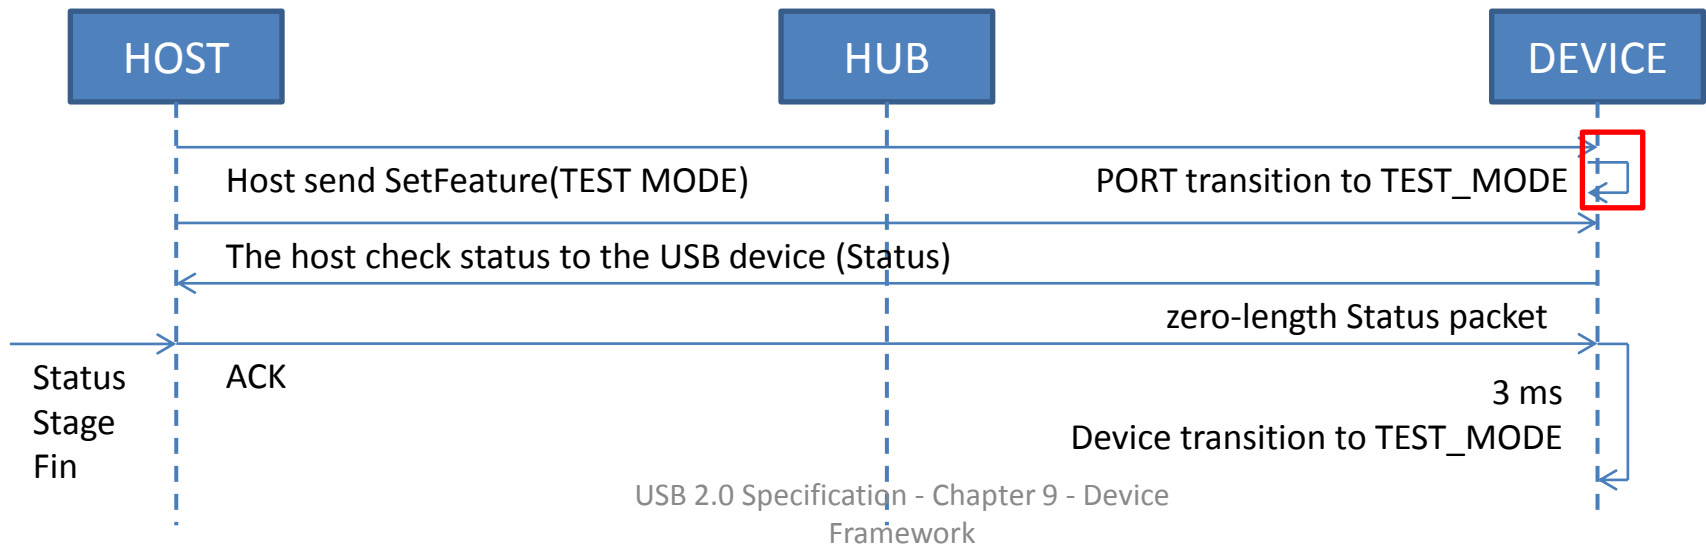 HOST
HUB
DEVICE
Host send SetFeature(TEST MODE)
PORT transition to TEST_MODE
The host check status to the USB device (Status)
zero-length Status packet
Status
Stage
Fin
ACK
3 ms
Device transition to TEST_MODE
USB 2.0 Specification - Chapter 9 - Device
Framework